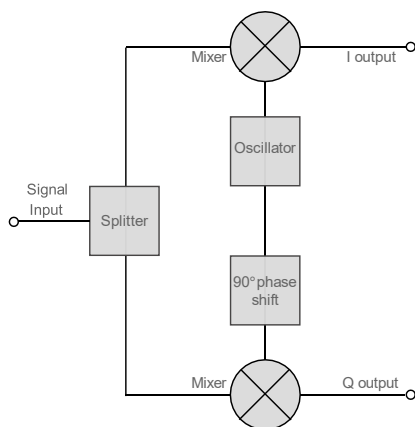 Mixer
I output
Oscillator
Signal
Input
Splitter
90° phase
shift
Mixer
Q output